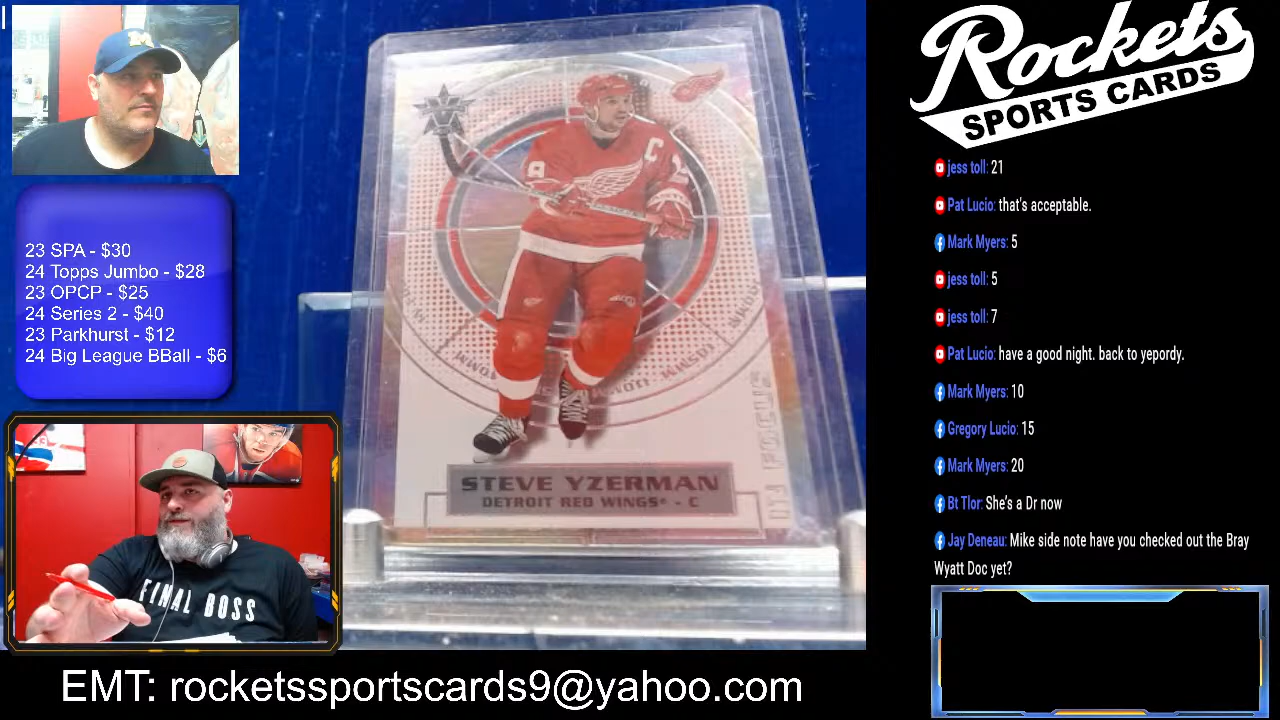 Rockets
SPORTS CARDS
M
23 SPA - $30
24 Topps Jumbo - $28
23 OPCP - $25
24 Series 2 - $40
23 Parkhurst - $12
24 Big League BBall - $6
C
STEVE YZERMAN
DETROIT RED WINGS® - C
FINAL BOSS
jess toll: 21
Pat Lucio: that's acceptable.
Mark Myers: 5
jess toll: 5
jess toll: 7
Pat Lucio: have a good night. back to yepordy.
Mark Myers: 10
Gregory Lucio: 15
Mark Myers: 20
Bt Tlor: She's a Dr now
Jay Deneau: Mike side note have you checked out the Bray
Wyatt Doc yet?
EMT: rocketssportscards9@yahoo.com